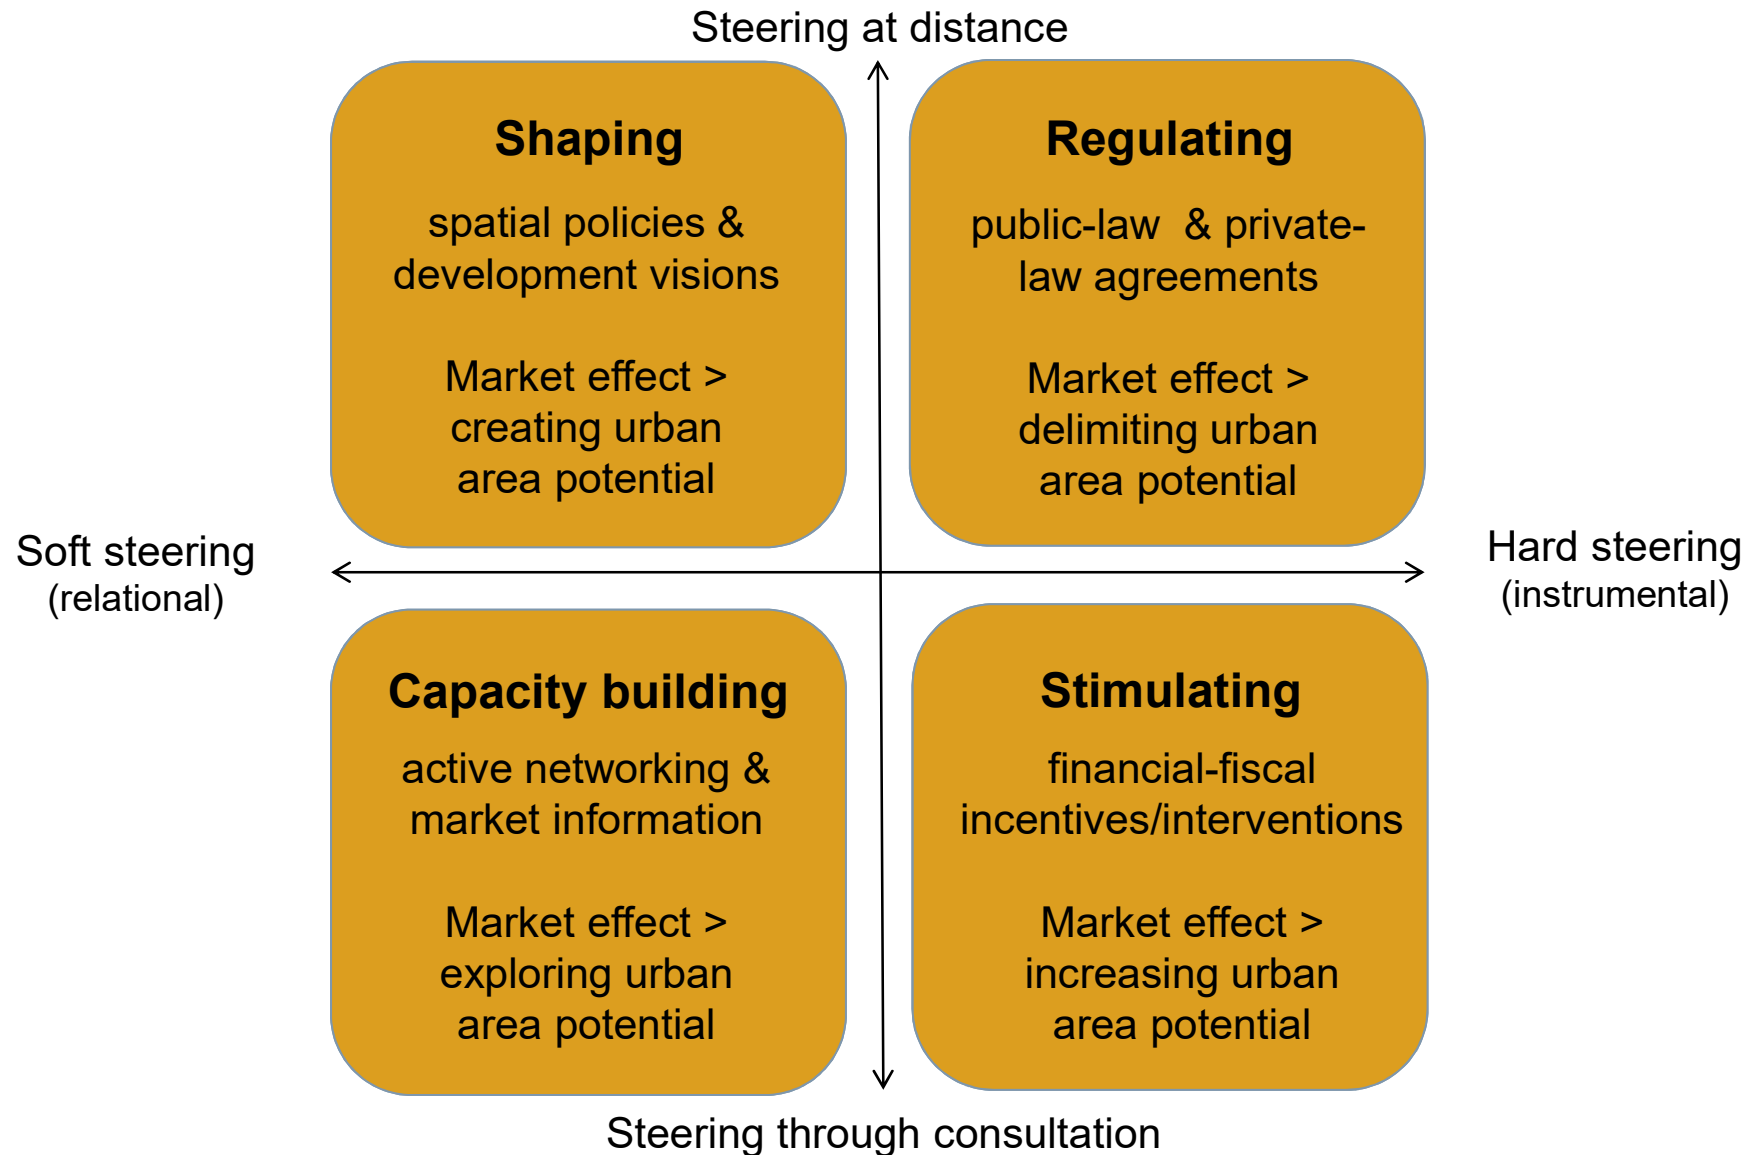 Steering at distance
Shaping
spatial policies &
development visions
Market effect >
creating urban
area potential
Regulating
public-law & private-
law agreements
Market effect >
delimiting urban
area potential
Soft steering
(relational)
Hard steering
(instrumental)
Capacity building
active networking &
market information
Market effect >
exploring urban
area potential
Stimulating
financial-fiscal
incentives/interventions
Market effect >
increasing urban
area potential
Steering through consultation